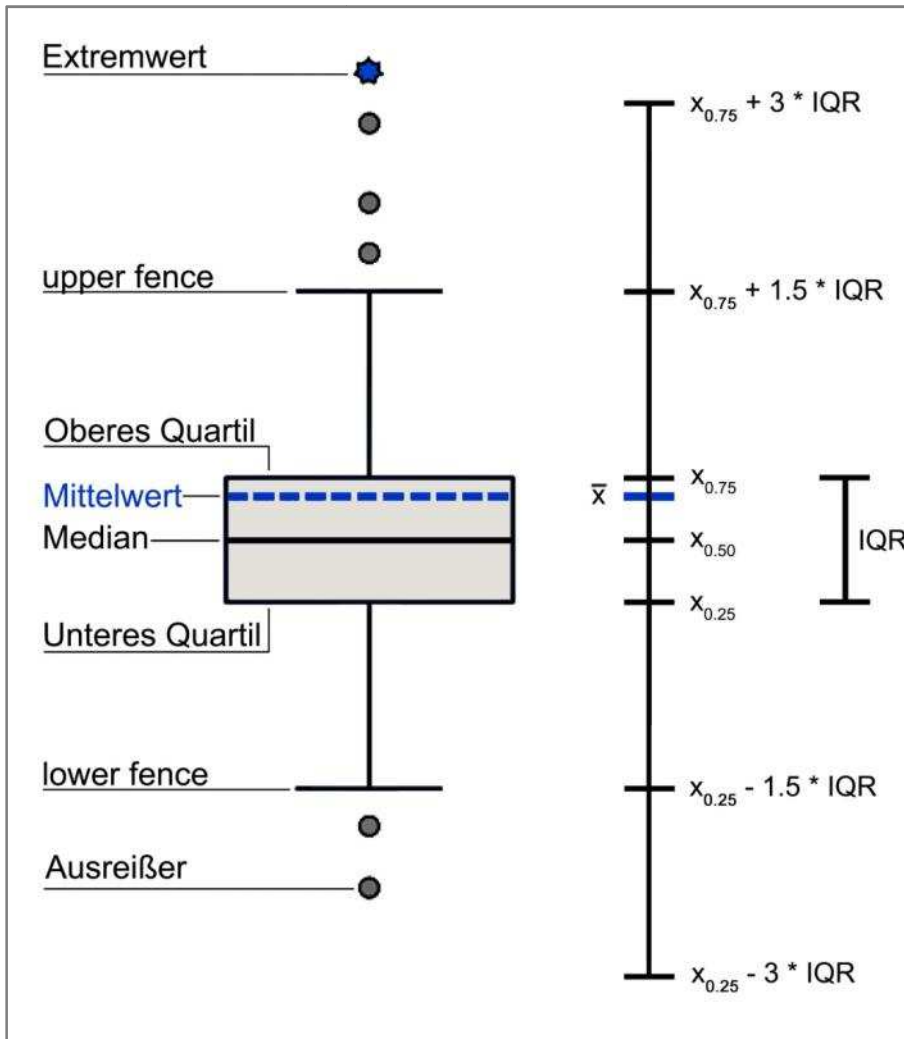 Extremwert
x0.75 + 3 * IQR
upper fence
x0.75 + 1.5 * IQR
Oberes Quartil
x0.75
Mittelwert
x̅
Median
x0.50
IQR
x0.25
Unteres Quartil
lower fence
x0.25 - 1.5 * IQR
Ausreißer
x0.25 - 3 * IQR